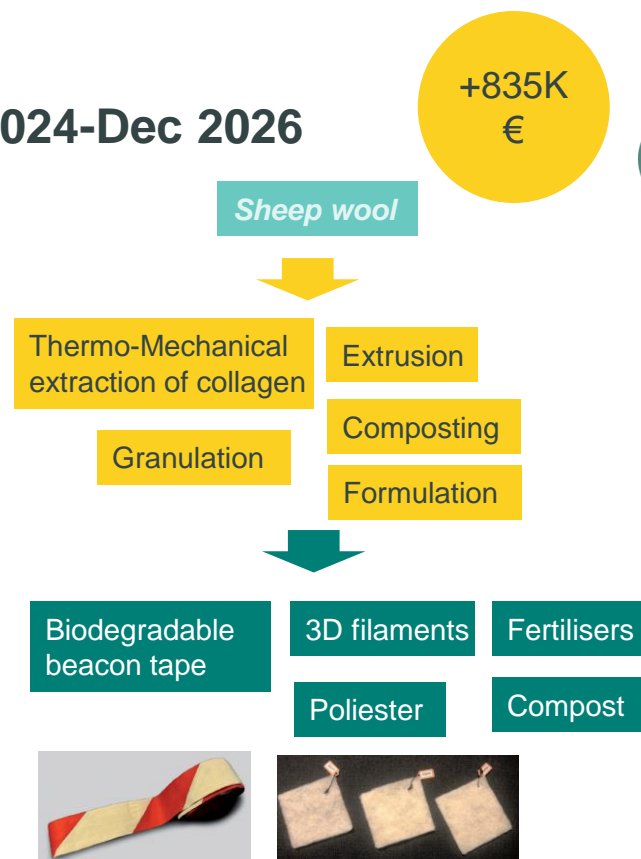 +835K
€
024-Dec 2026
Sheep wool
Thermo-Mechanical
extraction of collagen
Extrusion
Composting
Granulation
Formulation
Biodegradable
beacon tape
3D filaments
Fertilisers
Poliester
Compost